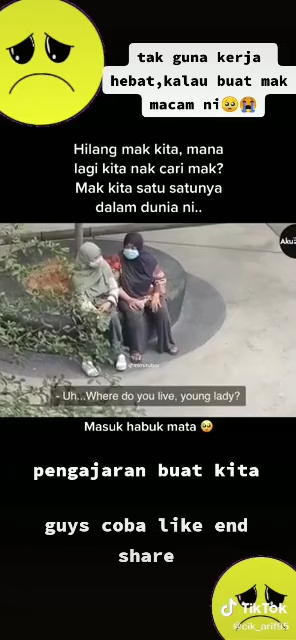 tak guna kerja
hebat,kalau buat mak
macam ni🥺😭
Hilang mak kita, mana
lagi kita nak cari mak?
Mak kita satu satunya
dalam dunia ni..
Aku
- Uh...Where do you live, young lady?
Masuk habuk mata 🥺
pengajaran buat kita
guys coba like end
share
TikTok
@cik_arif95